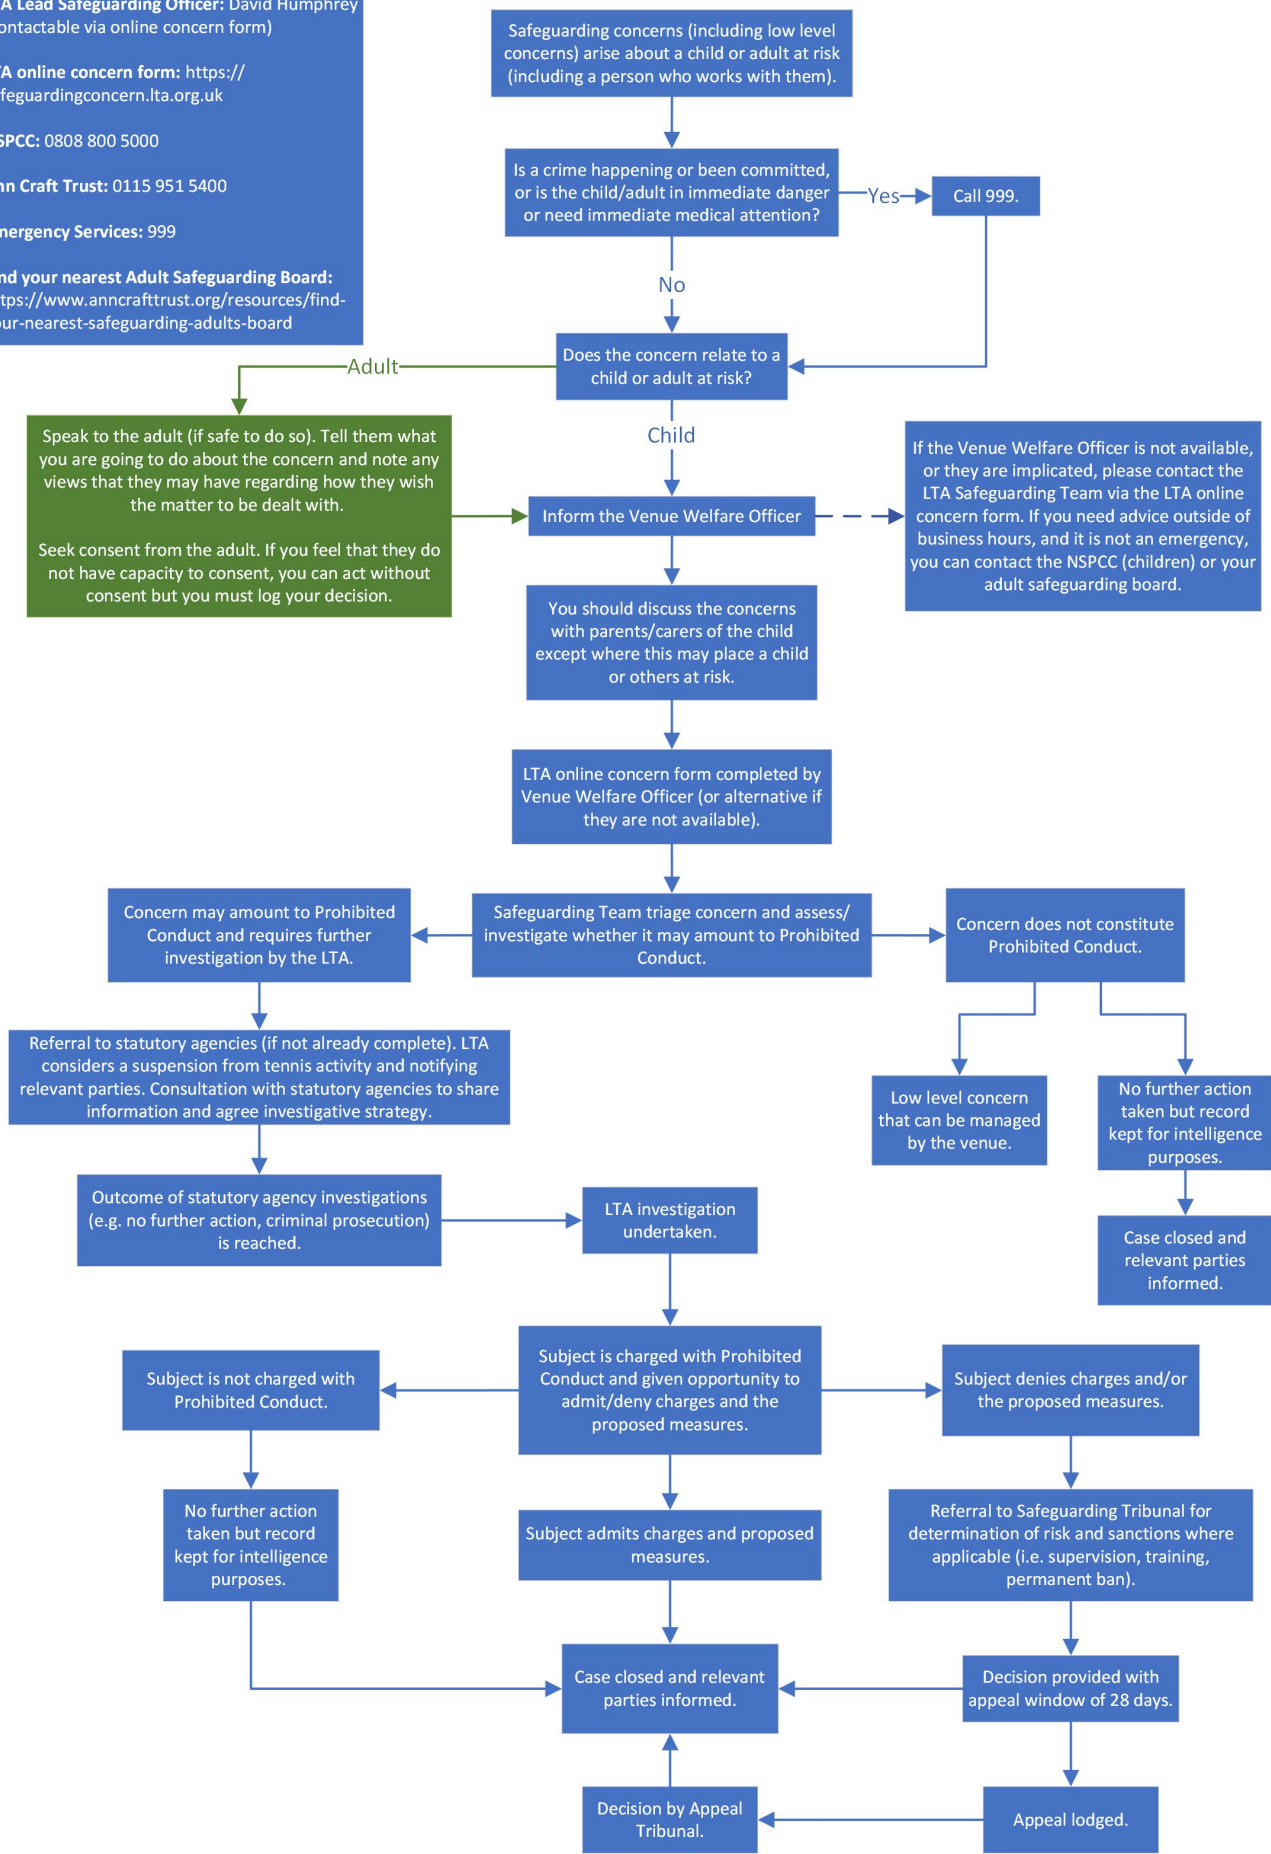 TA Lead Safeguarding Officer: David Humphrey
ontactable via online concern form)
TA online concern form: https://
afeguardingconcern.lta.org.uk
SPCC: 0808 800 5000
nn Craft Trust: 0115 951 5400
mergency Services: 999
nd your nearest Adult Safeguarding Board:
tps://www.anncrafttrust.org/resources/find-
our-nearest-safeguarding-adults-board
Safeguarding concerns (including low level
concerns) arise about a child or adult at risk
(including a person who works with them).
Is a crime happening or been committed,
or is the child/adult in immediate danger
or need immediate medical attention?
Yes
Call 999.
No
Does the concern relate to a
child or adult at risk?
Adult
Child
Speak to the adult (if safe to do so). Tell them what
you are going to do about the concern and note any
views that they may have regarding how they wish
the matter to be dealt with.
Seek consent from the adult. If you feel that they do
not have capacity to consent, you can act without
consent but you must log your decision.
Inform the Venue Welfare Officer
If the Venue Welfare Officer is not available,
or they are implicated, please contact the
LTA Safeguarding Team via the LTA online
concern form. If you need advice outside of
business hours, and it is not an emergency,
you can contact the NSPCC (children) or your
adult safeguarding board.
You should discuss the concerns
with parents/carers of the child
except where this may place a child
or others at risk.
LTA online concern form completed by
Venue Welfare Officer (or alternative if
they are not available).
Concern may amount to Prohibited
Conduct and requires further
investigation by the LTA.
Safeguarding Team triage concern and assess/
investigate whether it may amount to Prohibited
Conduct.
Concern does not constitute
Prohibited Conduct.
Referral to statutory agencies (if not already complete). LTA
considers a suspension from tennis activity and notifying
relevant parties. Consultation with statutory agencies to share
information and agree investigative strategy.
Low level concern
that can be managed
by the venue.
No further action
taken but record
kept for intelligence
purposes.
Outcome of statutory agency investigations
(e.g. no further action, criminal prosecution)
is reached.
LTA investigation
undertaken.
Case closed and
relevant parties
informed.
Subject is not charged with
Prohibited Conduct.
Subject is charged with Prohibited
Conduct and given opportunity to
admit/deny charges and the
proposed measures.
Subject denies charges and/or
the proposed measures.
No further action
taken but record
kept for intelligence
purposes.
Subject admits charges and proposed
measures.
Referral to Safeguarding Tribunal for
determination of risk and sanctions where
applicable (i.e. supervision, training,
permanent ban).
Case closed and relevant
parties informed.
Decision provided with
appeal window of 28 days.
Decision by Appeal
Tribunal.
Appeal lodged.